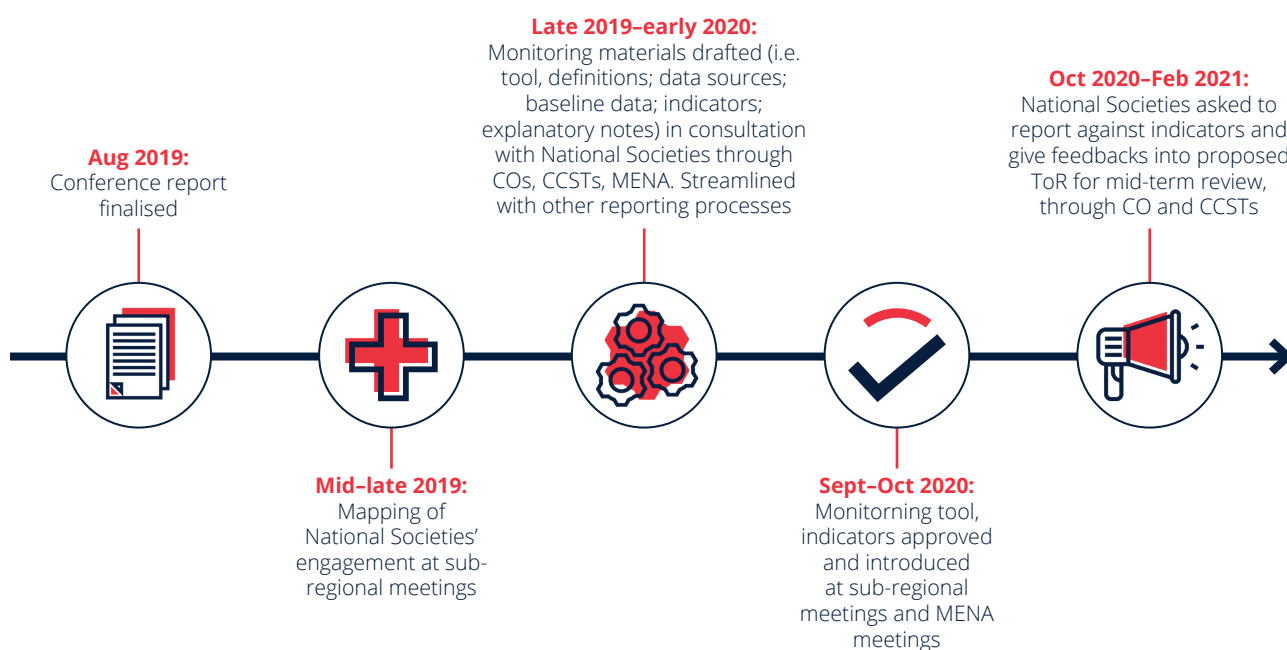 Aug 2019:
Conference report
finalised
Mid–late 2019:
Mapping of
National Societies’
engagement at sub-
regional meetings
Late 2019–early 2020:
Monitoring materials drafted (i.e.
tool, definitions; data sources;
baseline data; indicators;
explanatory notes) in consultation
with National Societies through
COs, CCSTs, MENA. Streamlined
with other reporting processes
Sept–Oct 2020:
Monitorning tool,
indicators approved
and introduced
at sub-regional
meetings and MENA
meetings
Oct 2020–Feb 2021:
National Societies asked to
report against indicators and
give feedbacks into proposed
ToR for mid-term review,
through CO and CCSTs